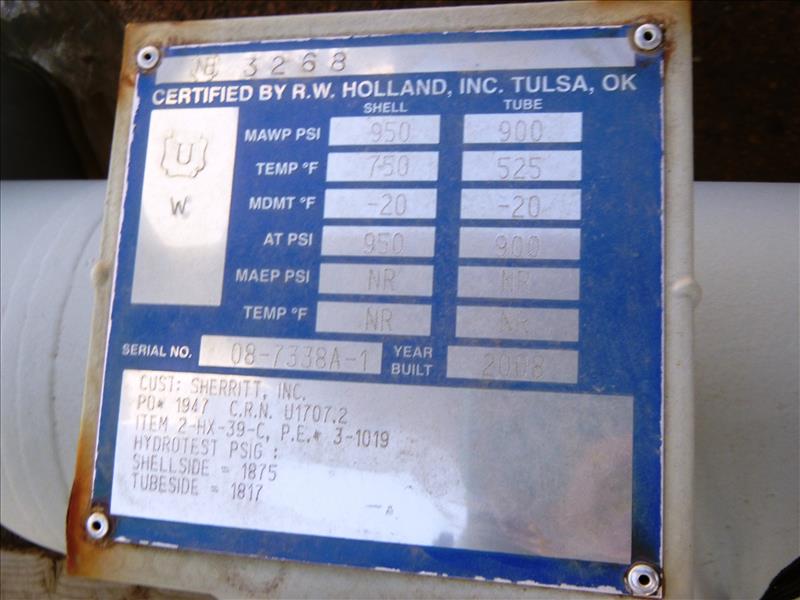 NB 3268
CERTIFIED BY R.W. HOLLAND, INC. TULSA, OK
SHELL TUBE
U
W
MAWP PSI 950 900
TEMP °F 750 525
MDMT °F -20 -20
AT PSI 950 900
MAEP PSI NR NR
TEMP °F NR NR
SERIAL NO. 08-7338A-1 YEAR BUILT 2008
CUST: SHERRITT, INC.
PO# 1947 C.R.N. U1707.2
ITEM 2-HX-39-C, P.E.# 3-1019
HYDROTEST PSIG :
SHELLSIDE = 1875
TUBESIDE = 1817